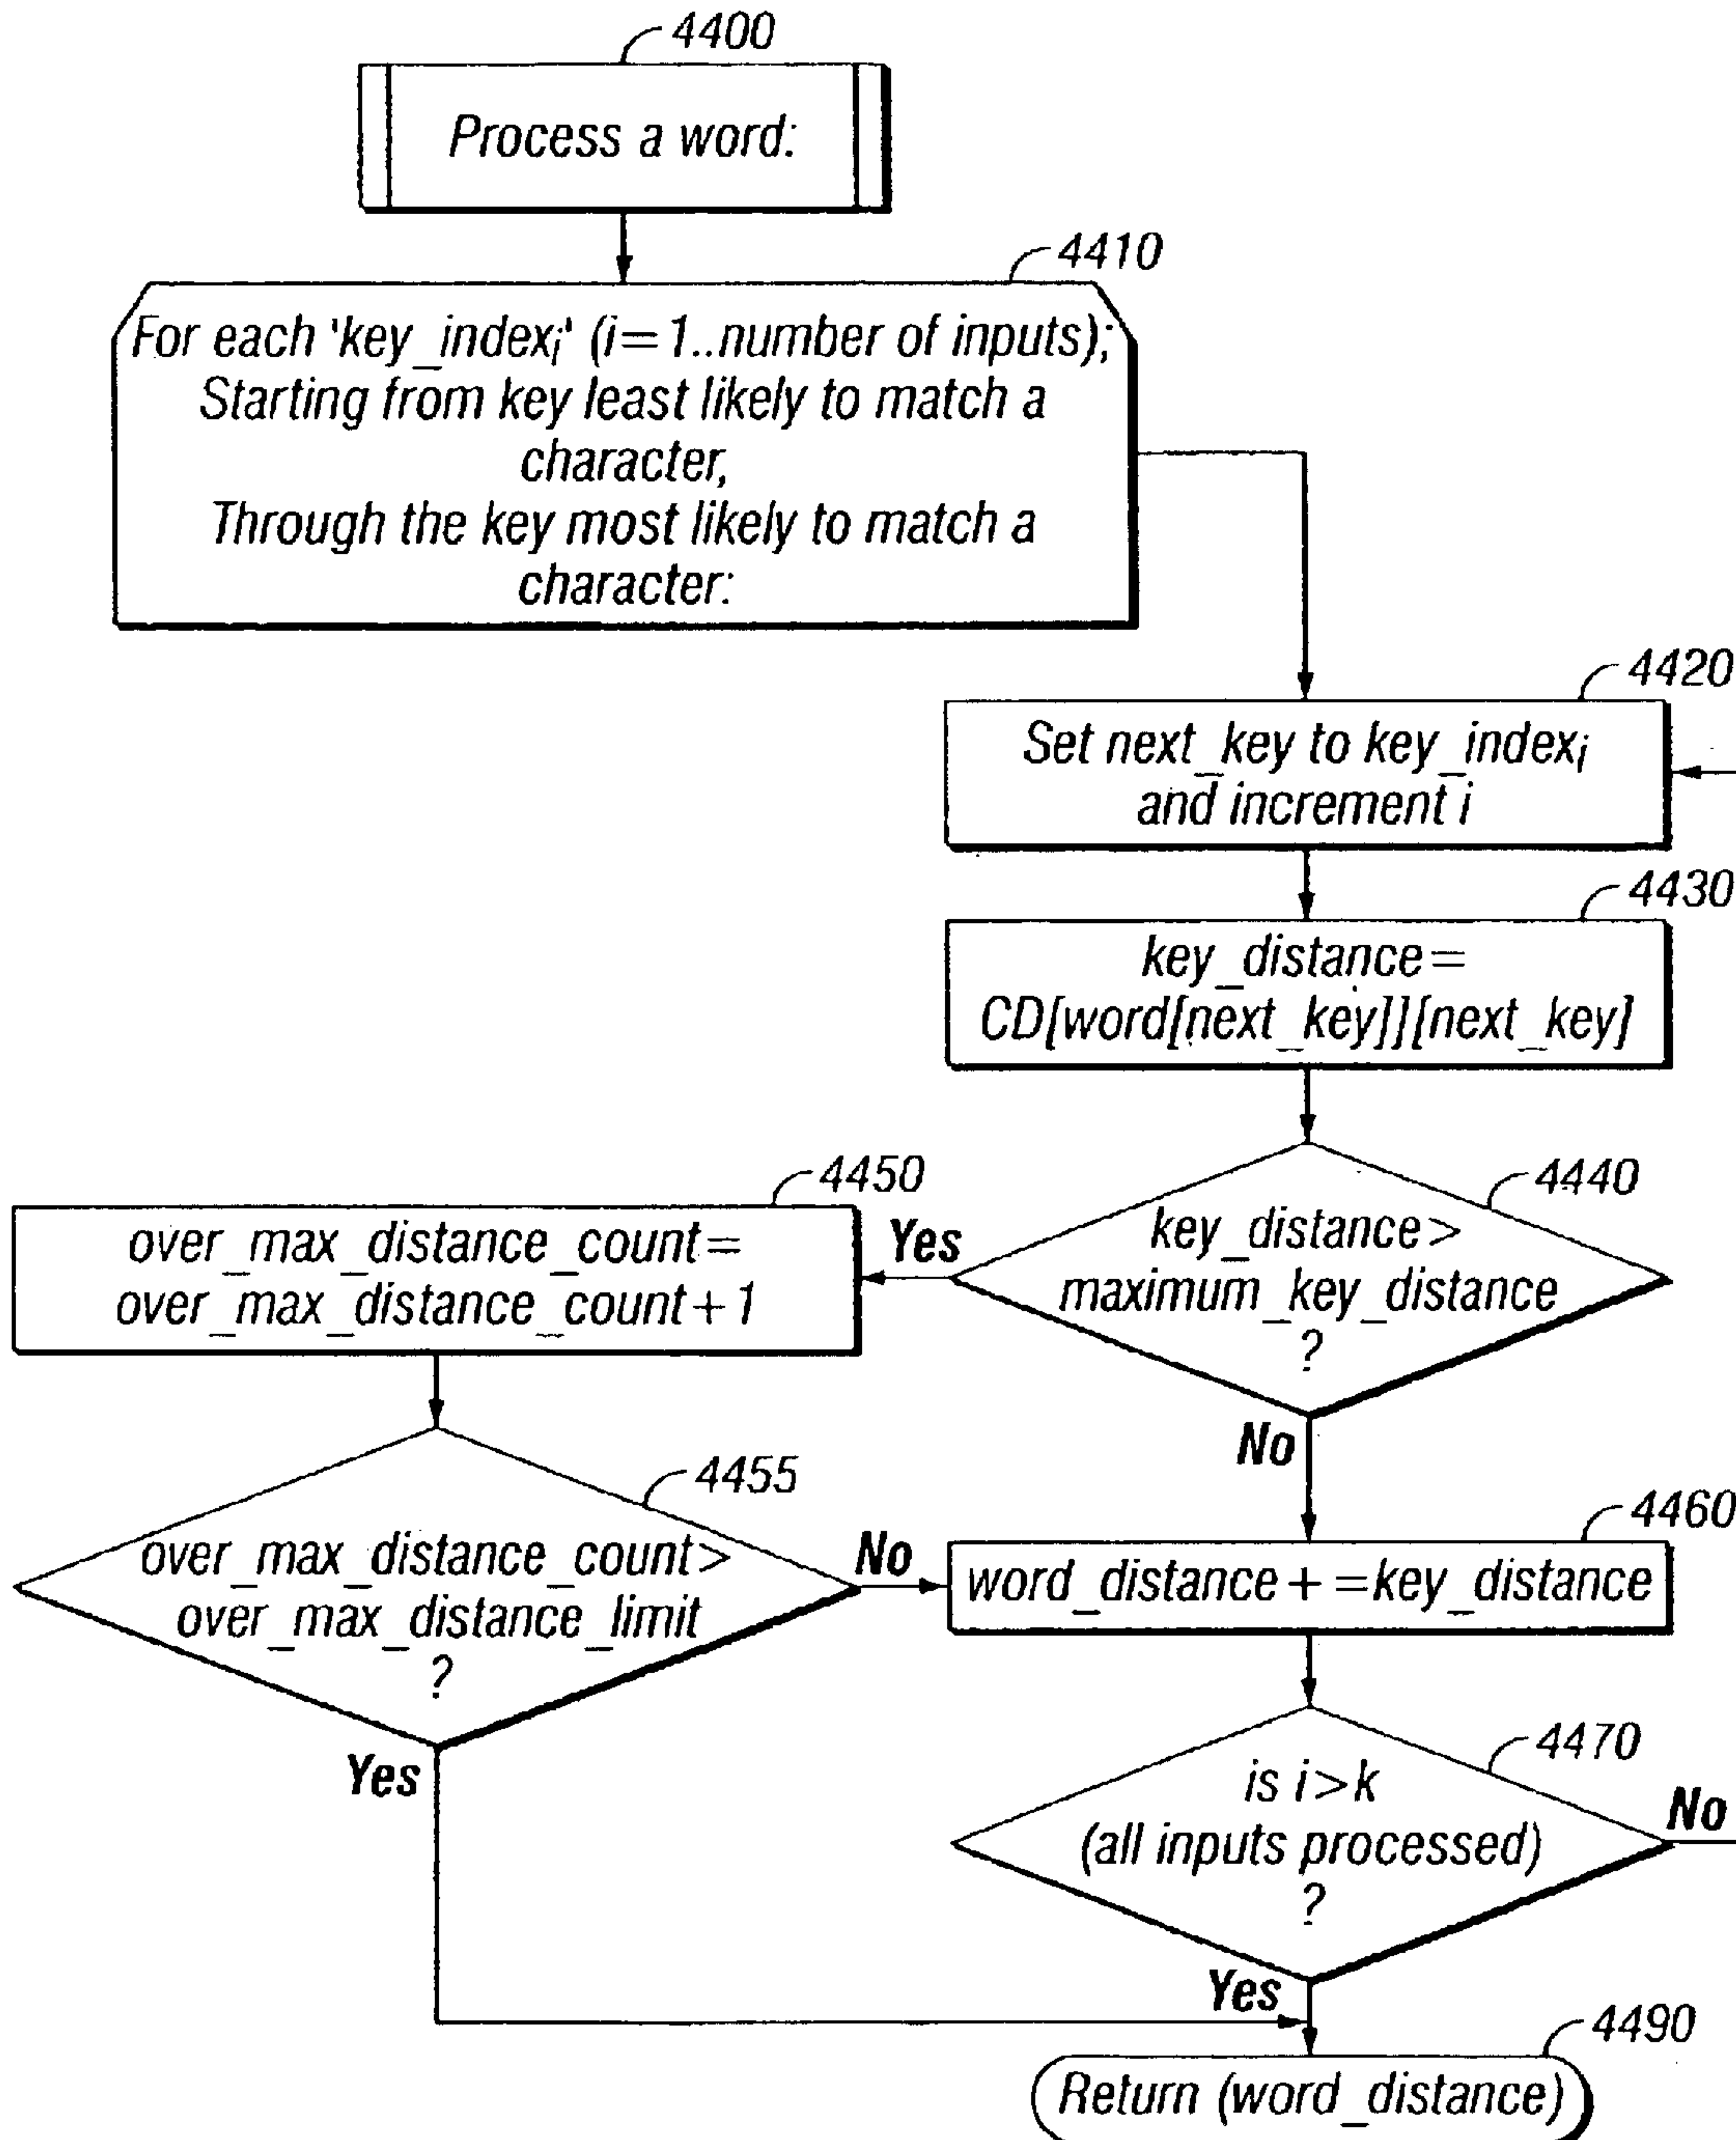 4400
Process a word:
4410
For each 'key_indexi' (i=1..number of inputs);
Starting from key least likely to match a
character,
Through the key most likely to match a
character:
4420
Set next_key to key_indexi
and increment i
4430
key_distance=
CD[word[next_key]][next_key]
4440
key_distance>
maximum_key_distance
?
Yes
No
4450
over_max_distance_count=
over_max_distance_count+1
4455
over_max_distance_count>
over_max_distance_limit
?
No
Yes
4460
word_distance+=key_distance
4470
is i>k
(all inputs processed)
?
No
Yes
4490
Return (word_distance)